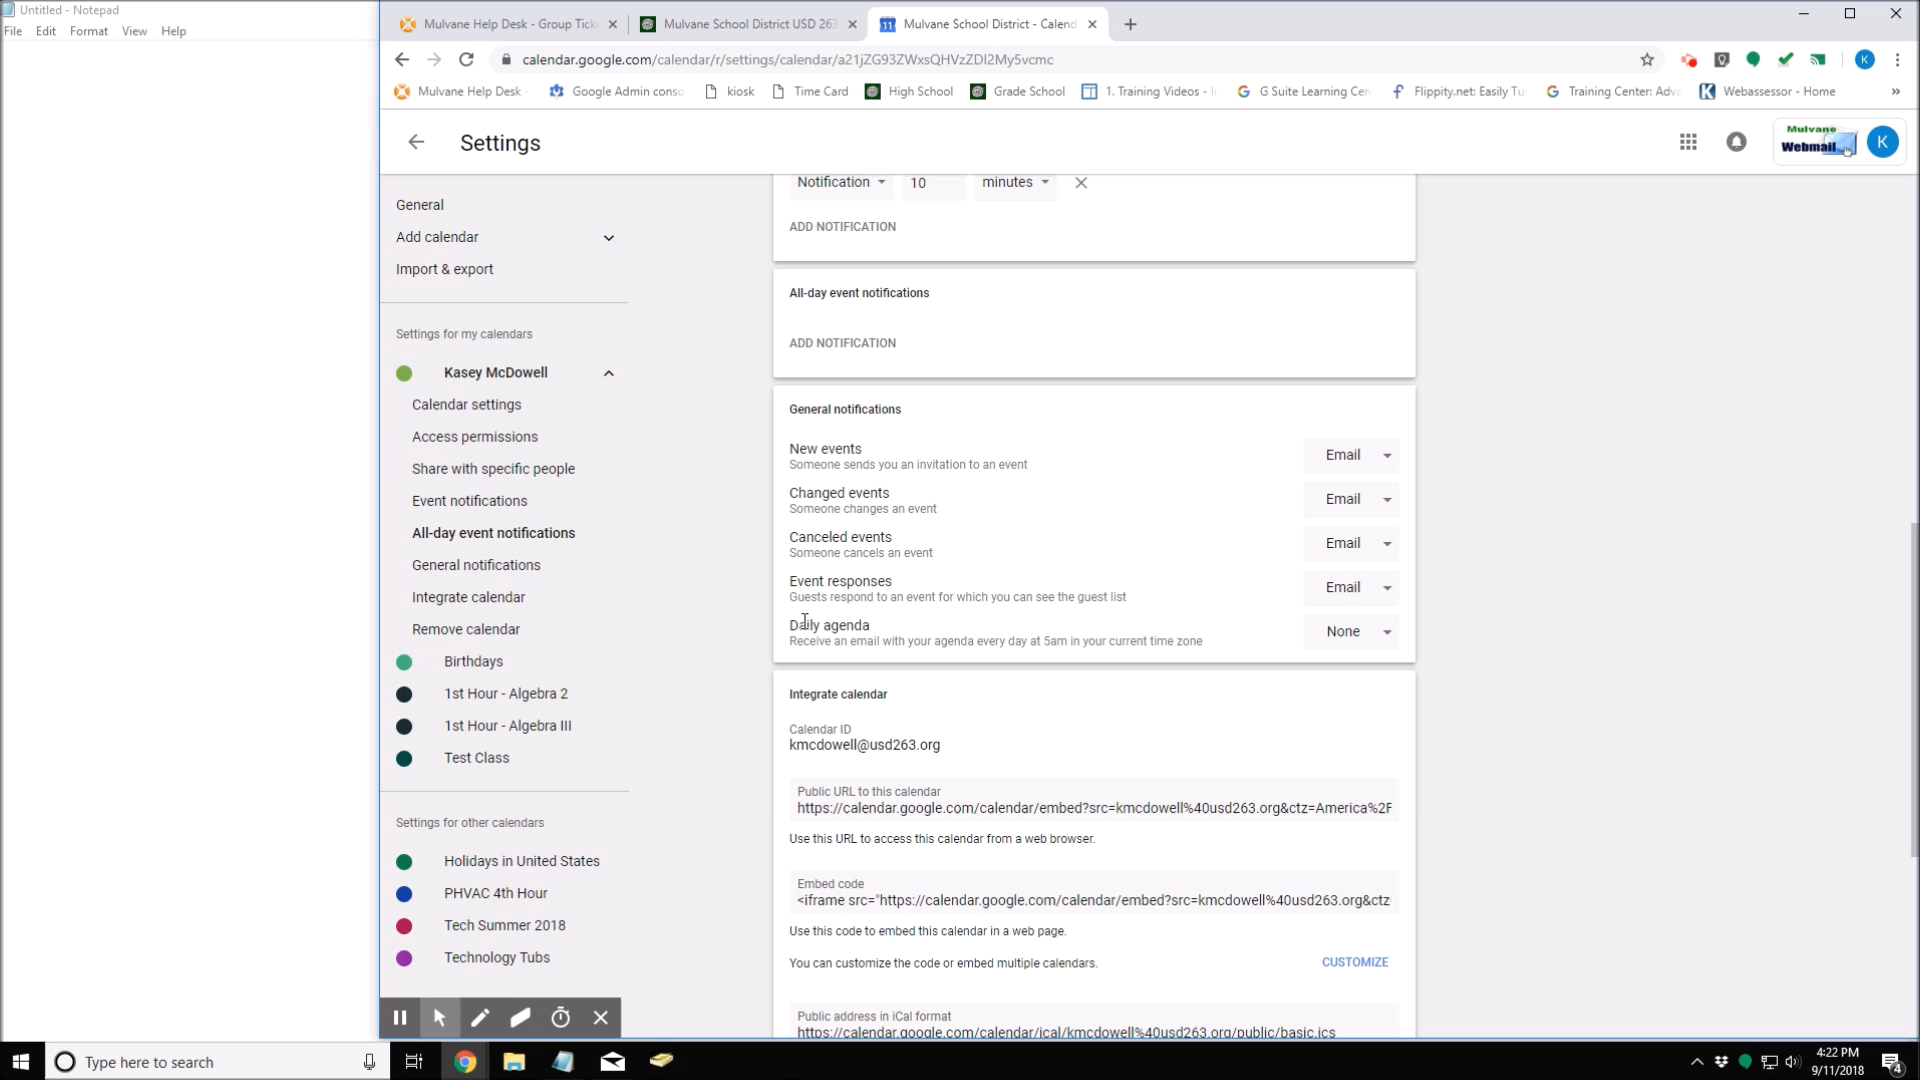 Untitled - Notepad
File Edit Format View Help
Mulvane Help Desk - Group Tick
Mulvane School District USD 263
Mulvane School District - Calend
calendar.google.com/calendar/r/settings/calendar/a21jZG93ZWxsQHVzZDI2My5vcmc
K
Mulvane Help Desk
Google Admin conso
kiosk
Time Card
High School
Grade School
1. Training Videos -
G Suite Learning Cen
Flippity.net: Easily Tu
Training Center: Adva
Webassessor - Home
»
Settings
Mulvane
Webmail
K
General
Add calendar
Import & export
Settings for my calendars
Kasey McDowell
Calendar settings
Access permissions
Share with specific people
Event notifications
All-day event notifications
General notifications
Integrate calendar
Remove calendar
Birthdays
1st Hour - Algebra 2
1st Hour - Algebra III
Test Class
Settings for other calendars
Holidays in United States
PHVAC 4th Hour
Tech Summer 2018
Technology Tubs
Notification 10 minutes
ADD NOTIFICATION
All-day event notifications
ADD NOTIFICATION
General notifications
New events
Someone sends you an invitation to an event
Email
Changed events
Someone changes an event
Email
Canceled events
Someone cancels an event
Email
Event responses
Guests respond to an event for which you can see the guest list
Email
Daily agenda
Receive an email with your agenda every day at 5am in your current time zone
None
Integrate calendar
Calendar ID
kmcdowell@usd263.org
Public URL to this calendar
https://calendar.google.com/calendar/embed?src=kmcdowell%40usd263.org&ctz=America%2F
Use this URL to access this calendar from a web browser.
Embed code
<iframe src="https://calendar.google.com/calendar/embed?src=kmcdowell%40usd263.org&ctz
Use this code to embed this calendar in a web page.
You can customize the code or embed multiple calendars.
CUSTOMIZE
Public address in iCal format
https://calendar.google.com/calendar/ical/kmcdowell%40usd263.org/public/basic.ics
Type here to search
4:22 PM
9/11/2018
4